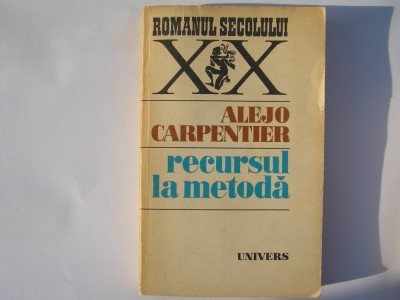 ROMANUL SECOLULUI
XX
ALEJO
CARPENTIER
recursul
la metodă
UNIVERS